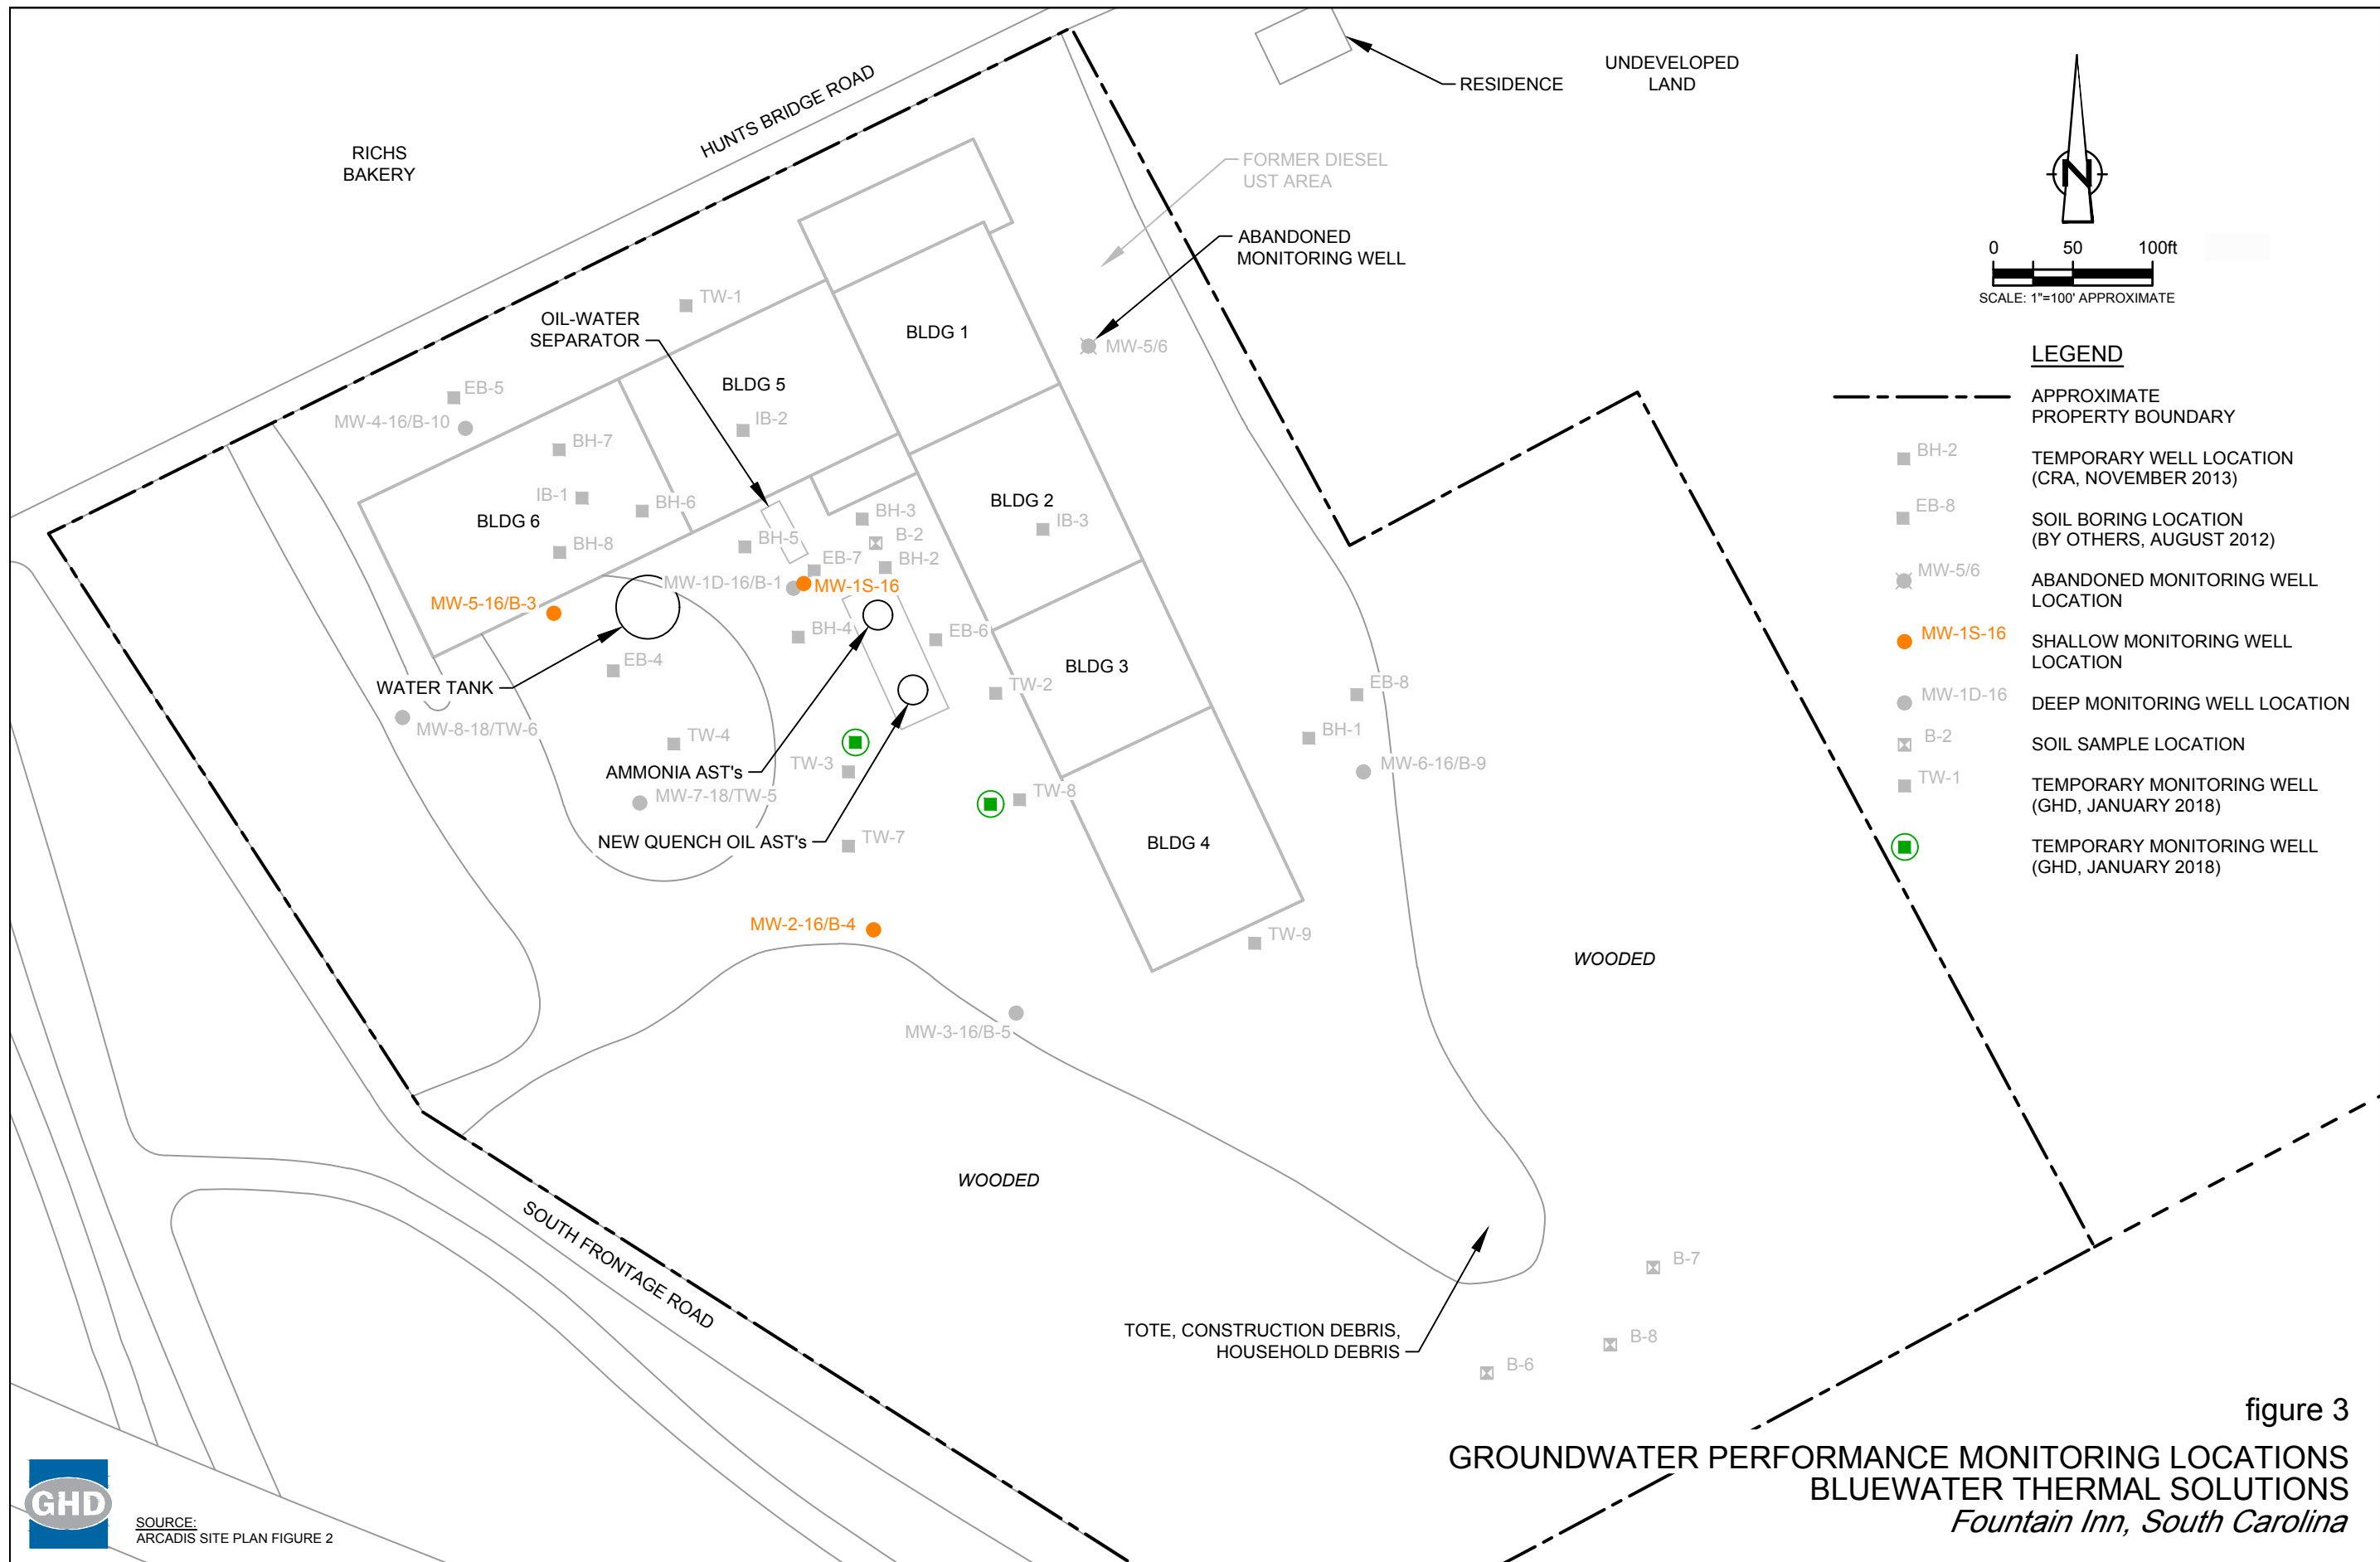 RICHS
BAKERY
HUNTS BRIDGE ROAD
RESIDENCE
UNDEVELOPED
LAND
FORMER DIESEL
UST AREA
ABANDONED
MONITORING WELL
N
0 50 100ft
SCALE: 1"=100' APPROXIMATE
TW-1
OIL-WATER
SEPARATOR
BLDG 1
MW-5/6
BLDG 5
EB-5
MW-4-16/B-10
IB-2
BH-7
IB-1
BH-6
BLDG 6
BH-8
BLDG 2
IB-3
BH-3
B-2
BH-5
EB-7
BH-2
MW-1D-16/B-1
MW-1S-16
MW-5-16/B-3
BH-4
EB-6
EB-4
BLDG 3
WATER TANK
TW-2
EB-8
MW-8-18/TW-6
TW-4
BH-1
AMMONIA AST's
TW-3
MW-6-16/B-9
MW-7-18/TW-5
TW-8
NEW QUENCH OIL AST's
TW-7
BLDG 4
MW-2-16/B-4
TW-9
WOODED
MW-3-16/B-5
WOODED
SOUTH FRONTAGE ROAD
TOTE, CONSTRUCTION DEBRIS,
HOUSEHOLD DEBRIS
B-7
B-8
B-6
LEGEND
APPROXIMATE
PROPERTY BOUNDARY
BH-2
TEMPORARY WELL LOCATION
(CRA, NOVEMBER 2013)
EB-8
SOIL BORING LOCATION
(BY OTHERS, AUGUST 2012)
MW-5/6
ABANDONED MONITORING WELL
LOCATION
MW-1S-16
SHALLOW MONITORING WELL
LOCATION
MW-1D-16
DEEP MONITORING WELL LOCATION
B-2
SOIL SAMPLE LOCATION
TW-1
TEMPORARY MONITORING WELL
(GHD, JANUARY 2018)
TEMPORARY MONITORING WELL
(GHD, JANUARY 2018)
figure 3
GROUNDWATER PERFORMANCE MONITORING LOCATIONS
BLUEWATER THERMAL SOLUTIONS
Fountain Inn, South Carolina
GHD
SOURCE:
ARCADIS SITE PLAN FIGURE 2